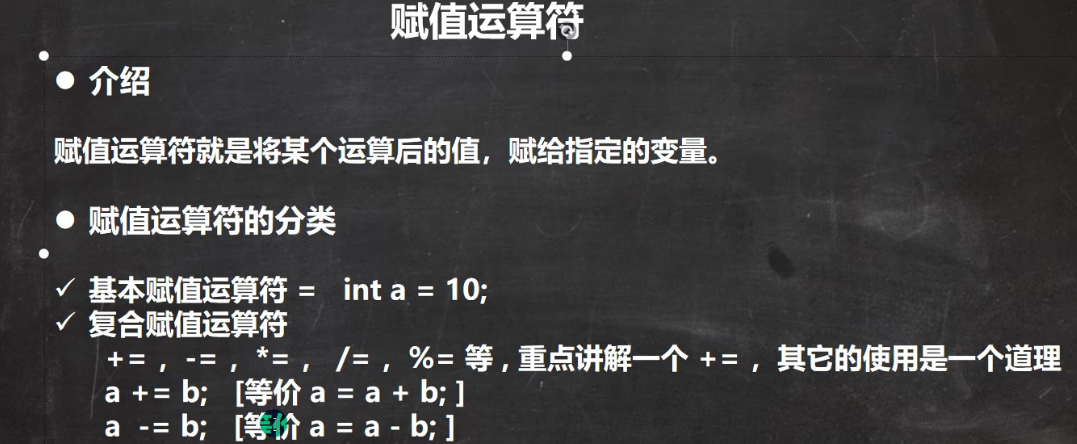 赋值运算符
● 介绍
赋值运算符就是将某个运算后的值，赋给指定的变量。
● 赋值运算符的分类
✓ 基本赋值运算符 = int a = 10;
✓ 复合赋值运算符
+= ，-= ，*= ， /= ，%= 等 , 重点讲解一个 += ，其它的使用是一个道理
a += b; [等价 a = a + b; ]
a -= b; [等价 a = a - b; ]